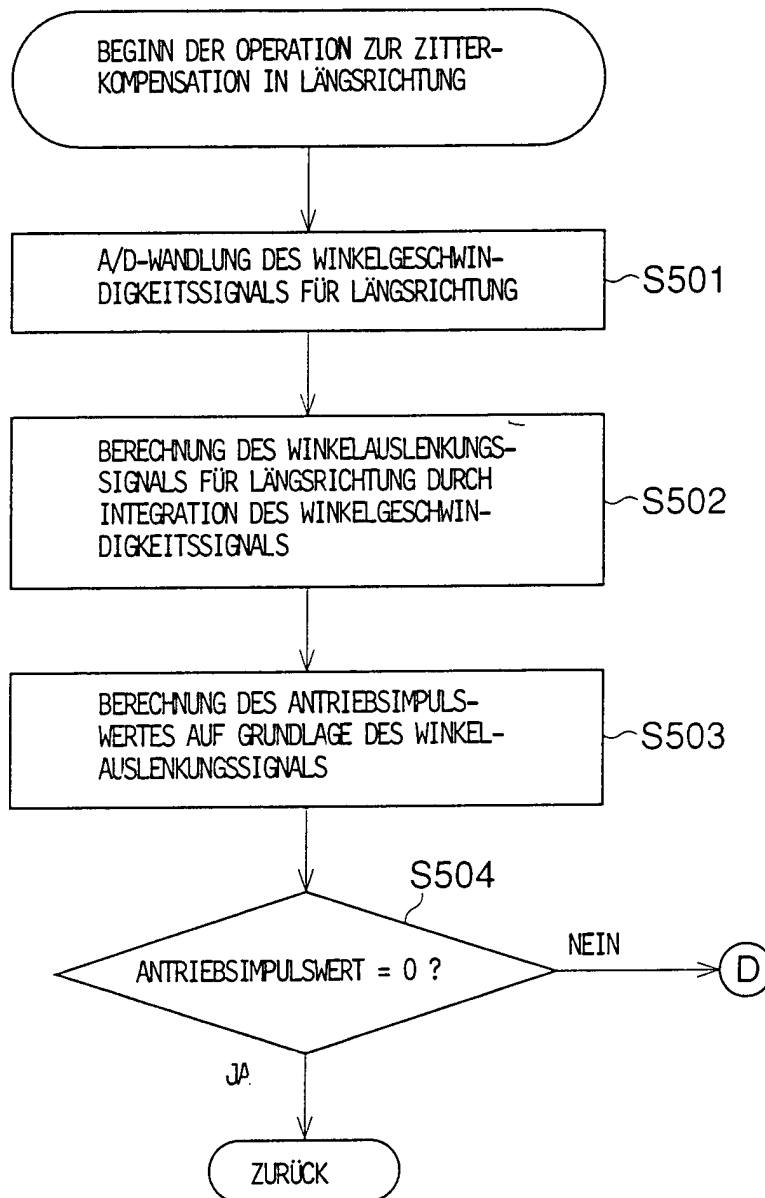 BEGINN DER OPERATION ZUR ZITTER-
KOMPENSATION IN LÄNGSRICHTUNG
A/D-WANDLUNG DES WINKELGESCHWIN-
DIGKEITSSIGNALS FÜR LÄNGSRICHTUNG
S501
BERECHNUNG DES WINKELAUSLENKUNGS-
SIGNALS FÜR LÄNGSRICHTUNG DURCH
INTEGRATION DES WINKELGESCHWIN-
DIGKEITSSIGNALS
S502
BERECHNUNG DES ANTRIEBSIMPULS-
WERTES AUF GRUNDLAGE DES WINKEL-
AUSLENKUNGSSIGNALS
S503
S504
ANTRIEBSIMPULSWERT = 0 ?
NEIN
D
JA
ZURÜCK